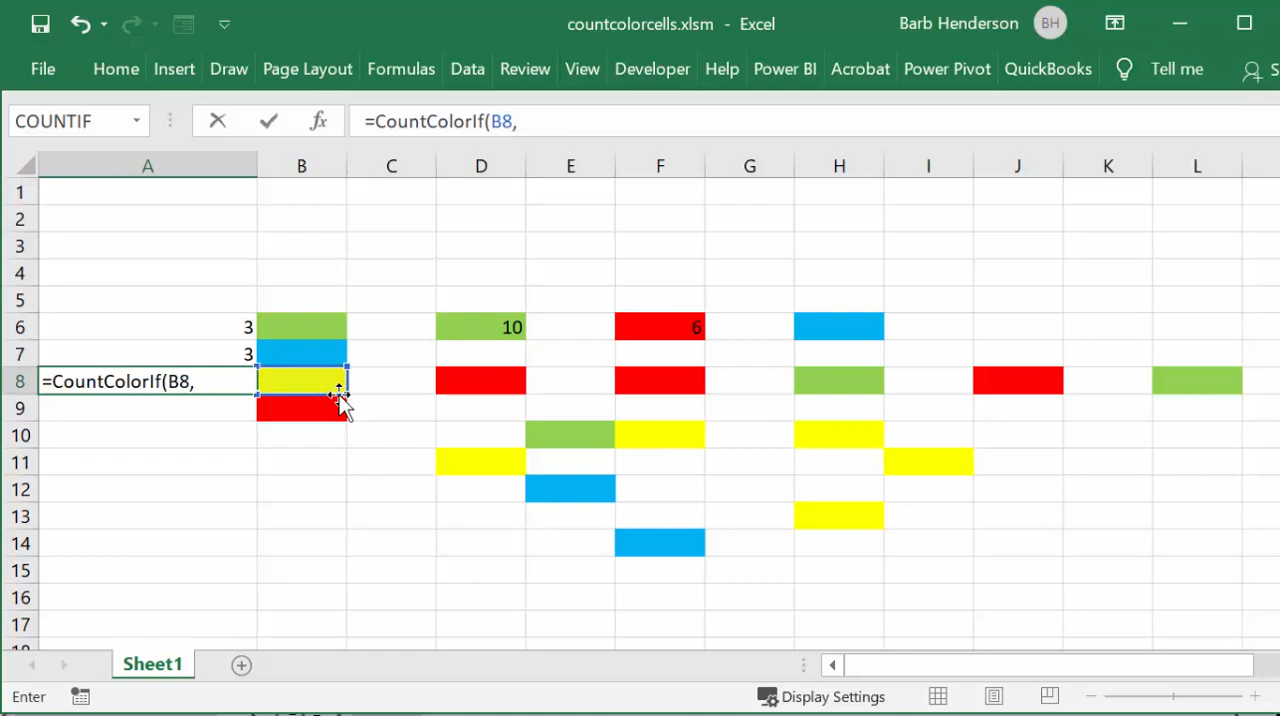 countcolorcells.xlsm - Excel Barb Henderson BH
File Home Insert Draw Page Layout Formulas Data Review View Developer Help Power BI Acrobat Power Pivot QuickBooks Tell me S
COUNTIF =CountColorIf(B8,
A B C D E F G H I J K L
1
2
3
4
5
6 3 10 6
7 3
8 =CountColorIf(B8,
9
10
11
12
13
14
15
16
17
Sheet1
Enter Display Settings